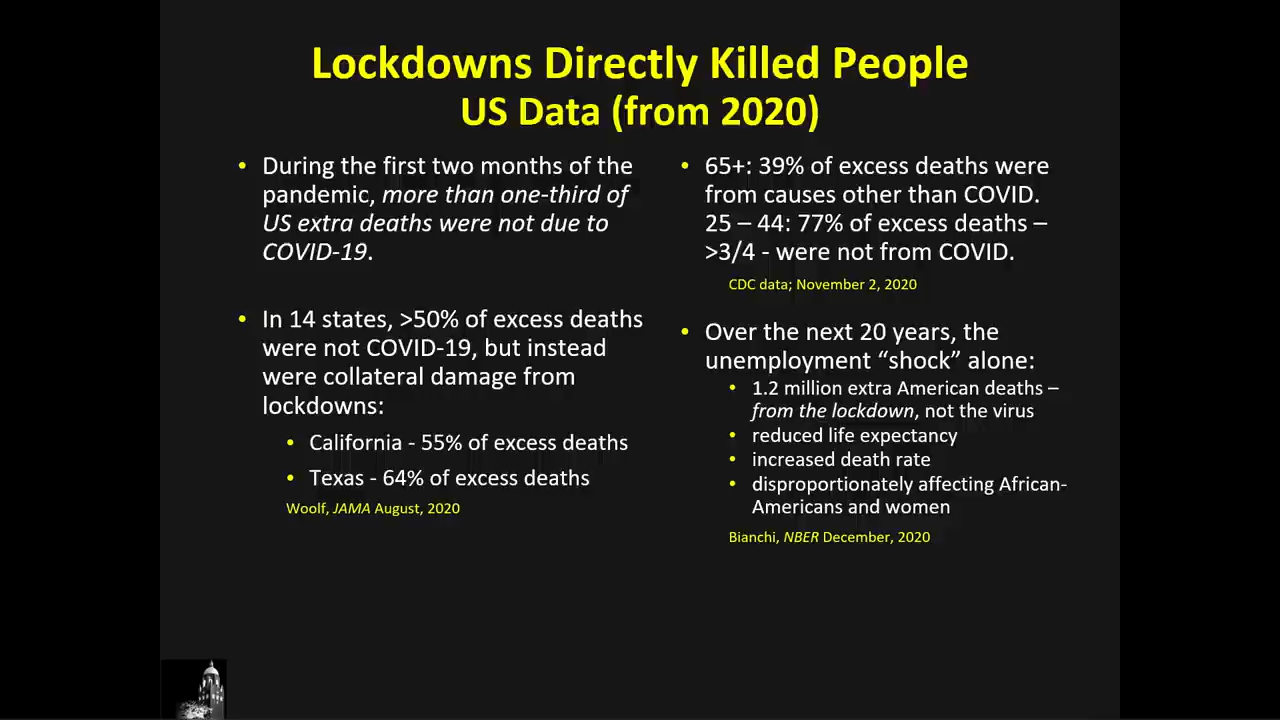 Lockdowns Directly Killed People
US Data (from 2020)
• During the first two months of the
pandemic, more than one-third of
US extra deaths were not due to
COVID-19.
• In 14 states, >50% of excess deaths
were not COVID-19, but instead
were collateral damage from
lockdowns:
• California - 55% of excess deaths
• Texas - 64% of excess deaths
Woolf, JAMA August, 2020
• 65+: 39% of excess deaths were
from causes other than COVID.
25 – 44: 77% of excess deaths –
>3/4 - were not from COVID.
CDC data; November 2, 2020
• Over the next 20 years, the
unemployment “shock” alone:
• 1.2 million extra American deaths –
from the lockdown, not the virus
• reduced life expectancy
• increased death rate
• disproportionately affecting African-
Americans and women
Bianchi, NBER December, 2020